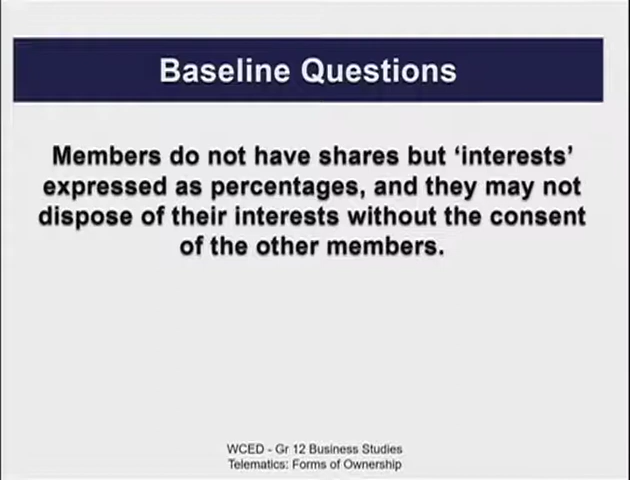 Baseline Questions
Members do not have shares but ‘interests’
expressed as percentages, and they may not
dispose of their interests without the consent
of the other members.
WCED - Gr 12 Business Studies
Telematics: Forms of Ownership